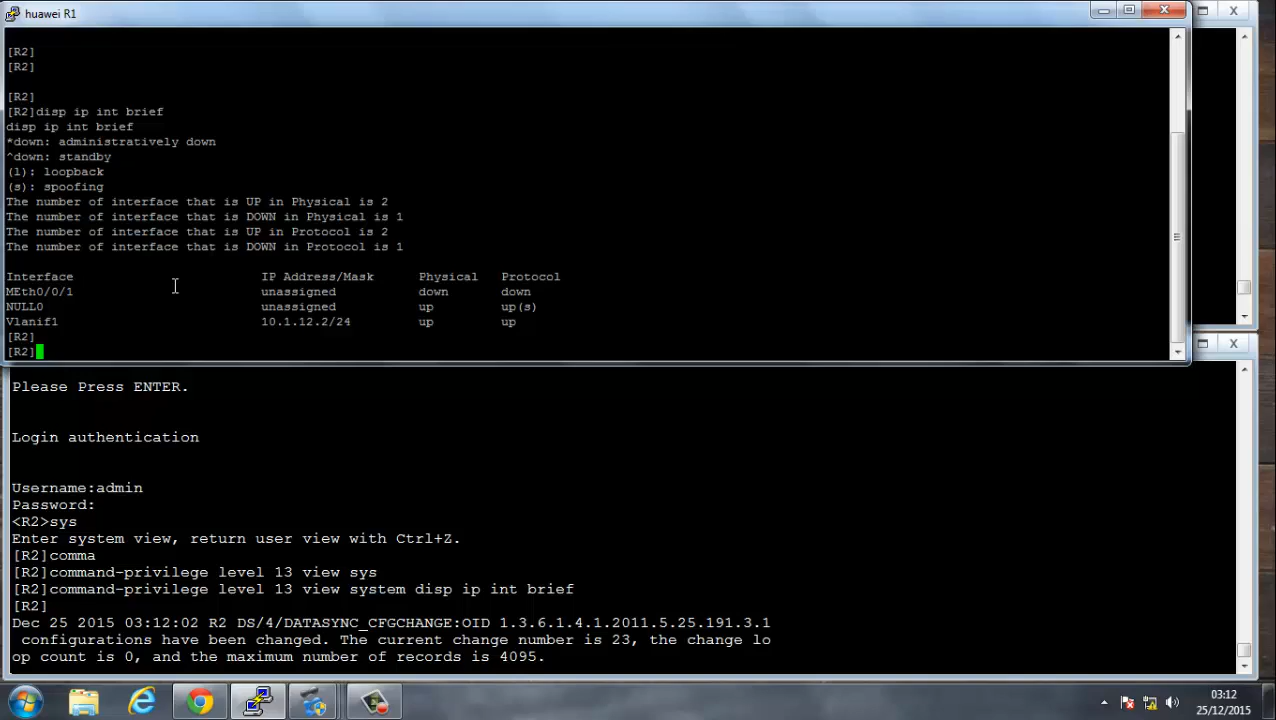 huawei R1
[R2]
[R2]
[R2]
[R2]disp ip int brief
disp ip int brief
*down: administratively down
^down: standby
(l): loopback
(s): spoofing
The number of interface that is UP in Physical is 2
The number of interface that is DOWN in Physical is 1
The number of interface that is UP in Protocol is 2
The number of interface that is DOWN in Protocol is 1
Interface IP Address/Mask Physical Protocol
MEth0/0/1 unassigned down down
NULL0 unassigned up up(s)
Vlanif1 10.1.12.2/24 up up
[R2]
[R2]
Please Press ENTER.
Login authentication
Username:admin
Password:
<R2>sys
Enter system view, return user view with Ctrl+Z.
[R2]comma
[R2]command-privilege level 13 view sys
[R2]command-privilege level 13 view system disp ip int brief
[R2]
Dec 25 2015 03:12:02 R2 DS/4/DATASYNC_CFGCHANGE:OID 1.3.6.1.4.1.2011.5.25.191.3.1
configurations have been changed. The current change number is 23, the change lo
op count is 0, and the maximum number of records is 4095.
03:12
25/12/2015